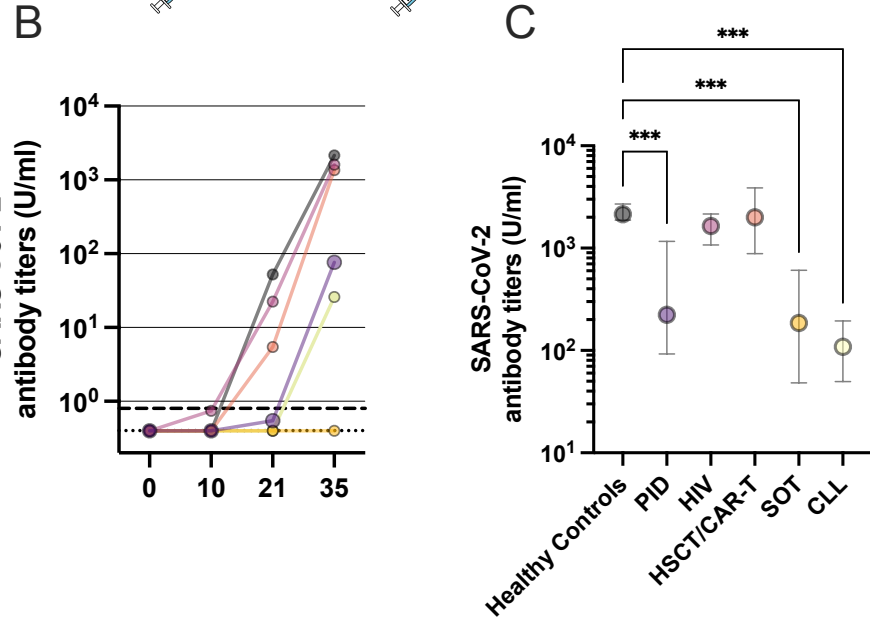 B
antibody titers (U/ml)
10⁴
10³
10²
10¹
10⁰
0 10 21 35
C
***
***
***
SARS-CoV-2
antibody titers (U/ml)
10⁴
10³
10²
10¹
Healthy Controls
PID
HIV
HSCT/CAR-T
SOT
CLL